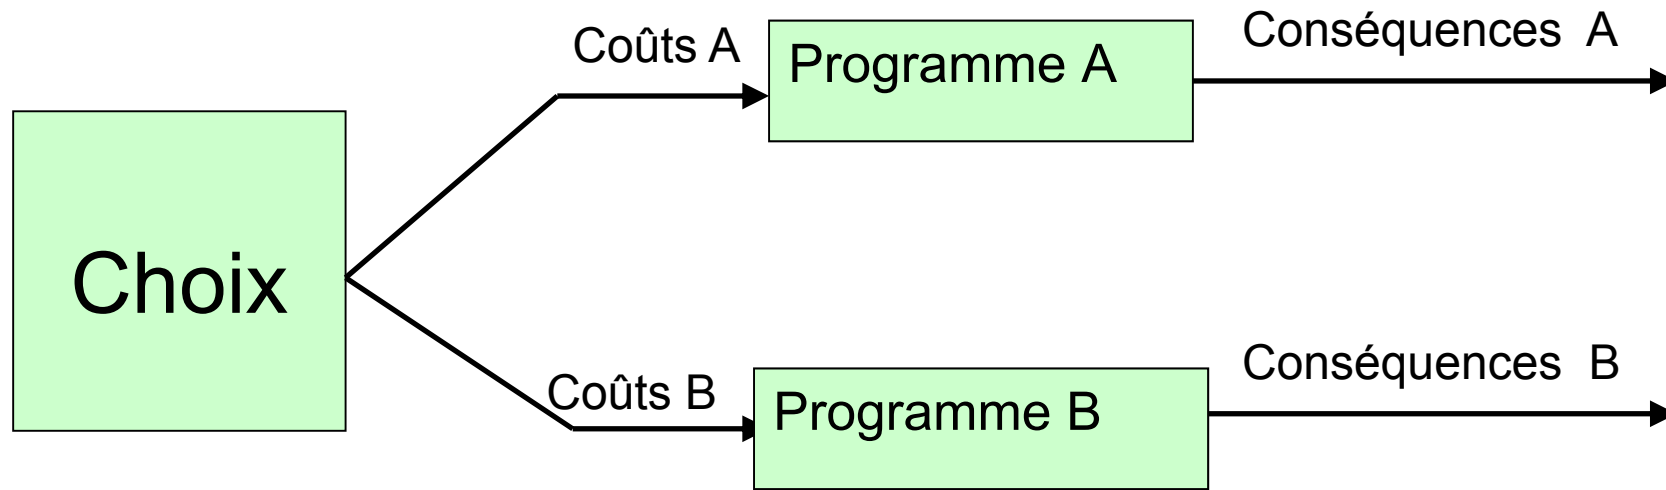 Coûts A
Programme A
Conséquences A
Choix
Coûts B
Programme B
Conséquences B